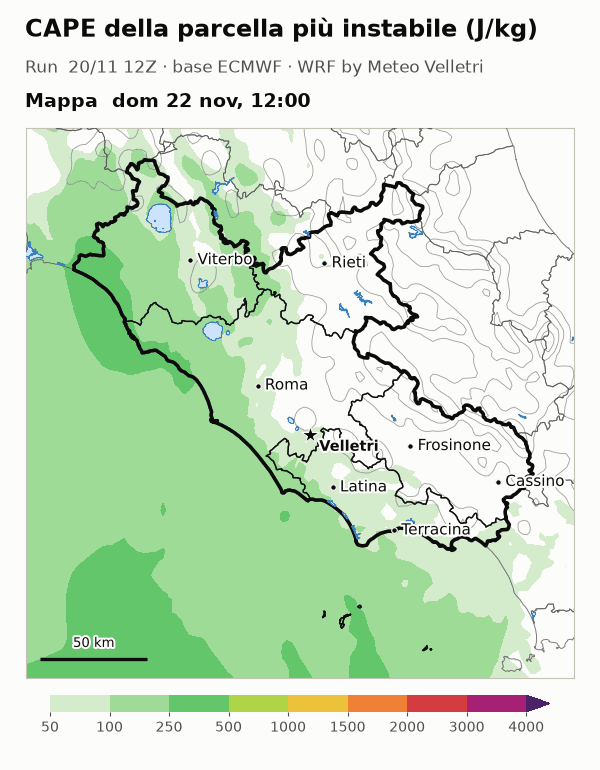 CAPE della parcella più instabile (J/kg)
Run  20/11 12Z · base ECMWF · WRF by Meteo Velletri
Mappa  dom 22 nov, 12:00
Viterbo
Rieti
Roma
Velletri
Frosinone
Cassino
Latina
Terracina
50 km
50 100 250 500 1000 1500 2000 3000 4000